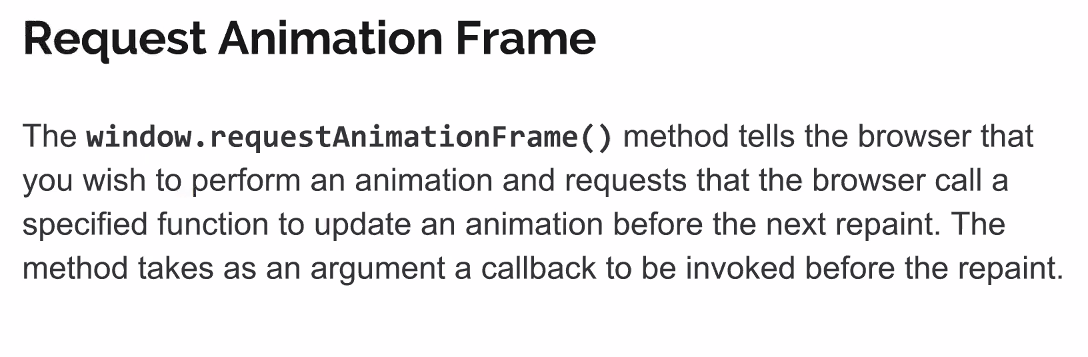 Request Animation Frame
The window.requestAnimationFrame() method tells the browser that
you wish to perform an animation and requests that the browser call a
specified function to update an animation before the next repaint. The
method takes as an argument a callback to be invoked before the repaint.